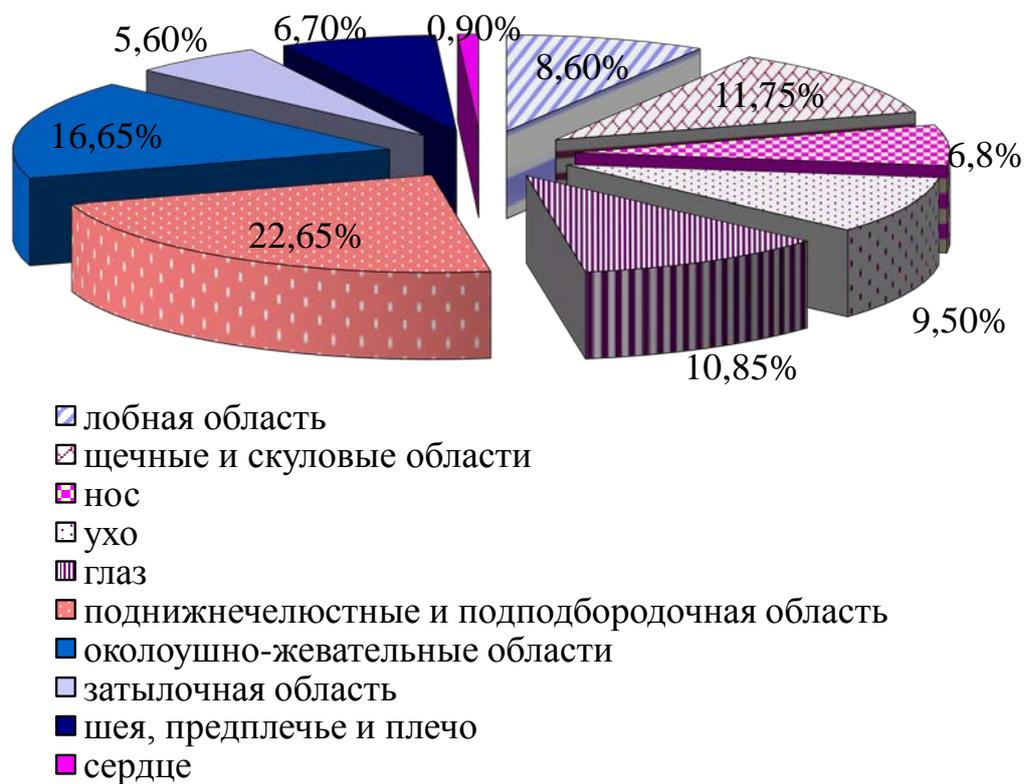 5,60%
6,70%
0,90%
8,60%
11,75%
6,8%
16,65%
22,65%
9,50%
10,85%
лобная область
щечные и скуловые области
нос
ухо
глаз
поднижнечелюстные и подподбородочная область
околоушно-жевательные области
затылочная область
шея, предплечье и плечо
сердце